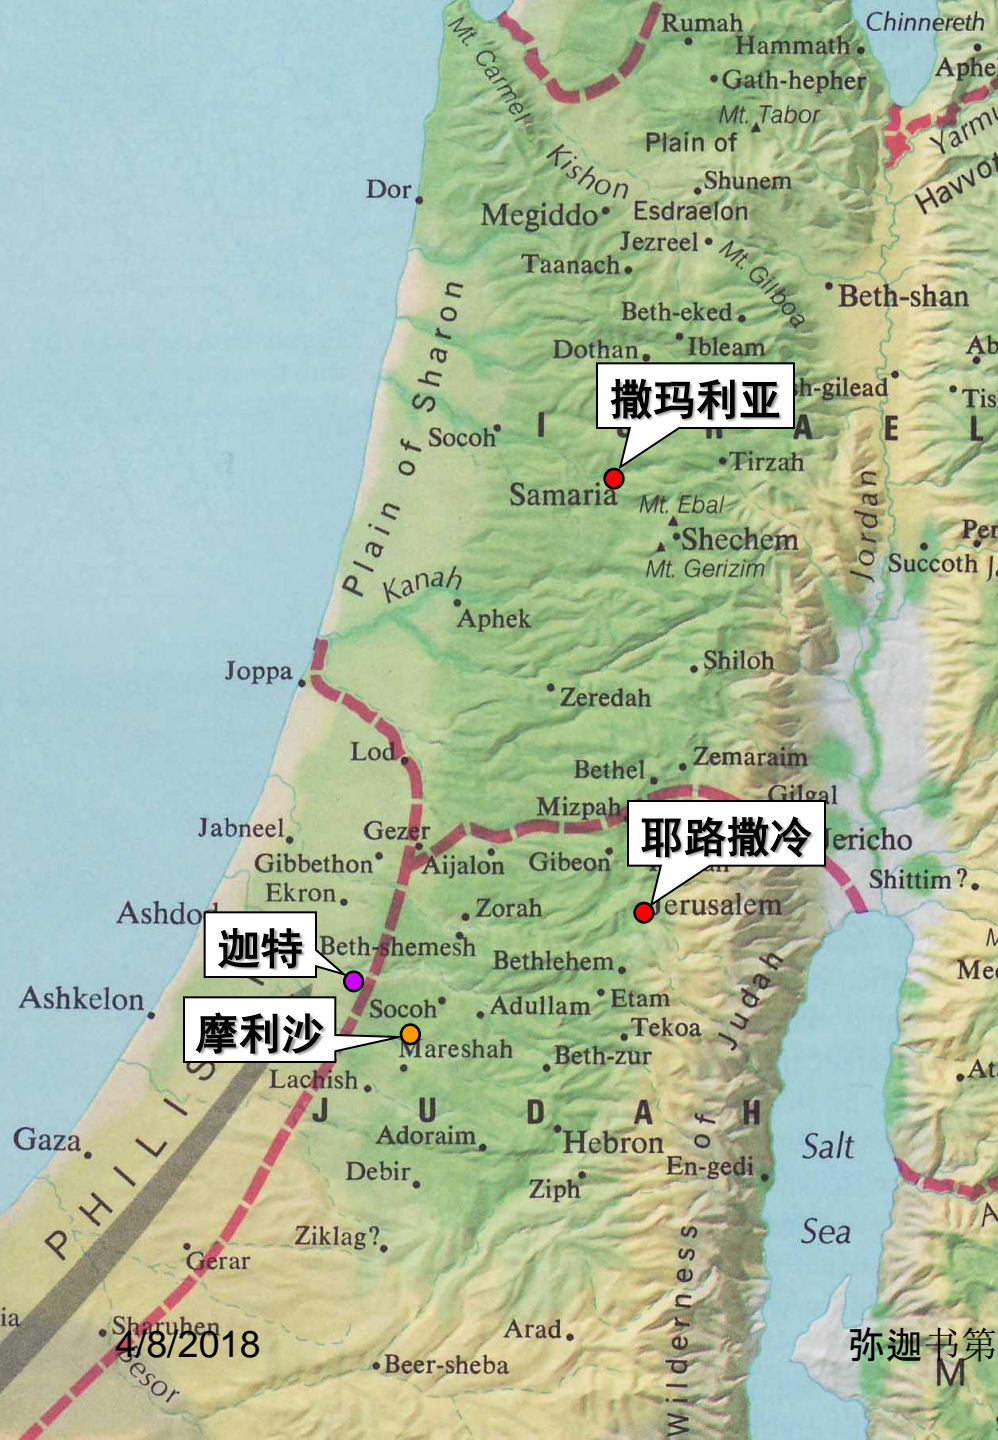 Rumah
Chinnereth
Hammath
Mt. Carmel
Gath-hepher
Mt. Tabor
Plain of
Kishon
Shunem
Dor
Megiddo
Esdraelon
Jezreel
Mt. Gilboa
Taanach
Beth-shan
Beth-eked
Dothan
Ibleam
撒玛利亚
Plain of Sharon
Socoh
Tirzah
Samaria
Mt. Ebal
Shechem
Mt. Gerizim
Jordan
Succoth
Kanah
Aphek
Joppa
Shiloh
Zeredah
Lod
Bethel
Zemaraim
Mizpah
Gilgal
Jabneel
Gezer
耶路撒冷
Jericho
Gibbethon
Aijalon
Gibeon
Shittim?
Ekron
Zorah
Jerusalem
迦特
Beth-shemesh
Bethlehem
Ashkelon
Socoh
Adullam
Etam
Tekoa
摩利沙
Mareshah
Beth-zur
Lachish
J U D A H
Gaza
Adoraim
Hebron
Salt
Sea
Debir
Ziph
En-gedi
Ziklag?
Gerar
Wilderness of Judah
Sharuhen
4/8/2018
Arad
弥迦书第
Besor
Beer-sheba
M